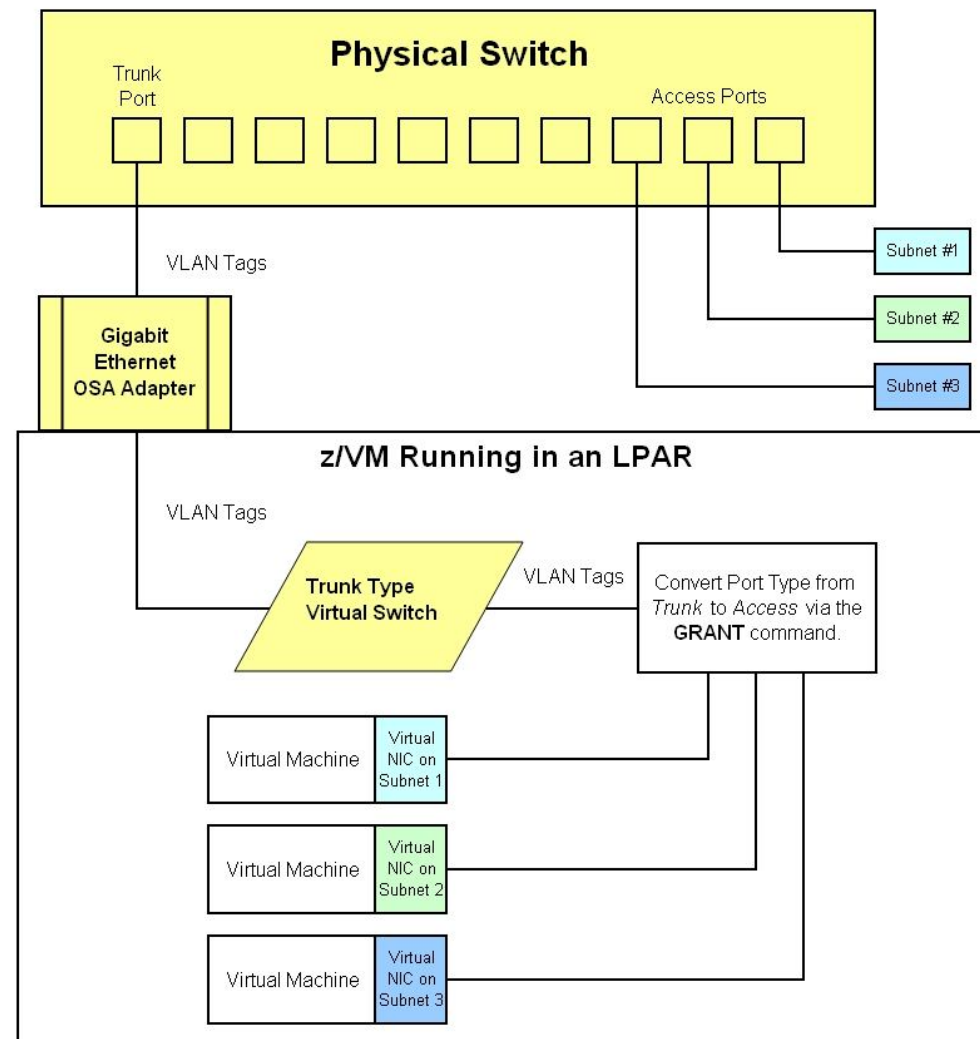 Physical Switch
Trunk
Port
Access Ports
VLAN Tags
Subnet #1
Subnet #2
Subnet #3
Gigabit
Ethernet
OSA Adapter
z/VM Running in an LPAR
VLAN Tags
Trunk Type
Virtual Switch
VLAN Tags
Convert Port Type from
Trunk to Access via the
GRANT command.
Virtual Machine
Virtual
NIC on
Subnet 1
Virtual Machine
Virtual
NIC on
Subnet 2
Virtual Machine
Virtual
NIC on
Subnet 3